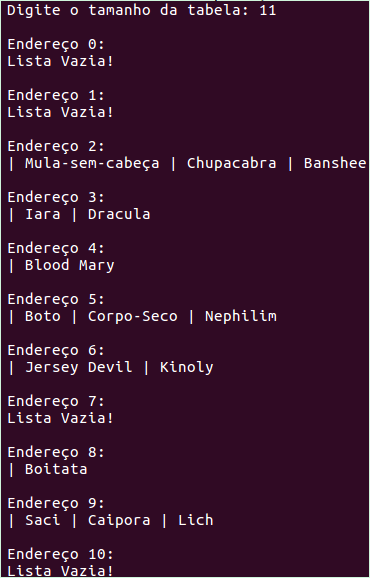 Digite o tamanho da tabela: 11
Endereço 0:
Lista Vazia!
Endereço 1:
Lista Vazia!
Endereço 2:
| Mula-sem-cabeça | Chupacabra | Banshee
Endereço 3:
| Iara | Dracula
Endereço 4:
| Blood Mary
Endereço 5:
| Boto | Corpo-Seco | Nephilim
Endereço 6:
| Jersey Devil | Kinoly
Endereço 7:
Lista Vazia!
Endereço 8:
| Boitata
Endereço 9:
| Saci | Caipora | Lich
Endereço 10:
Lista Vazia!